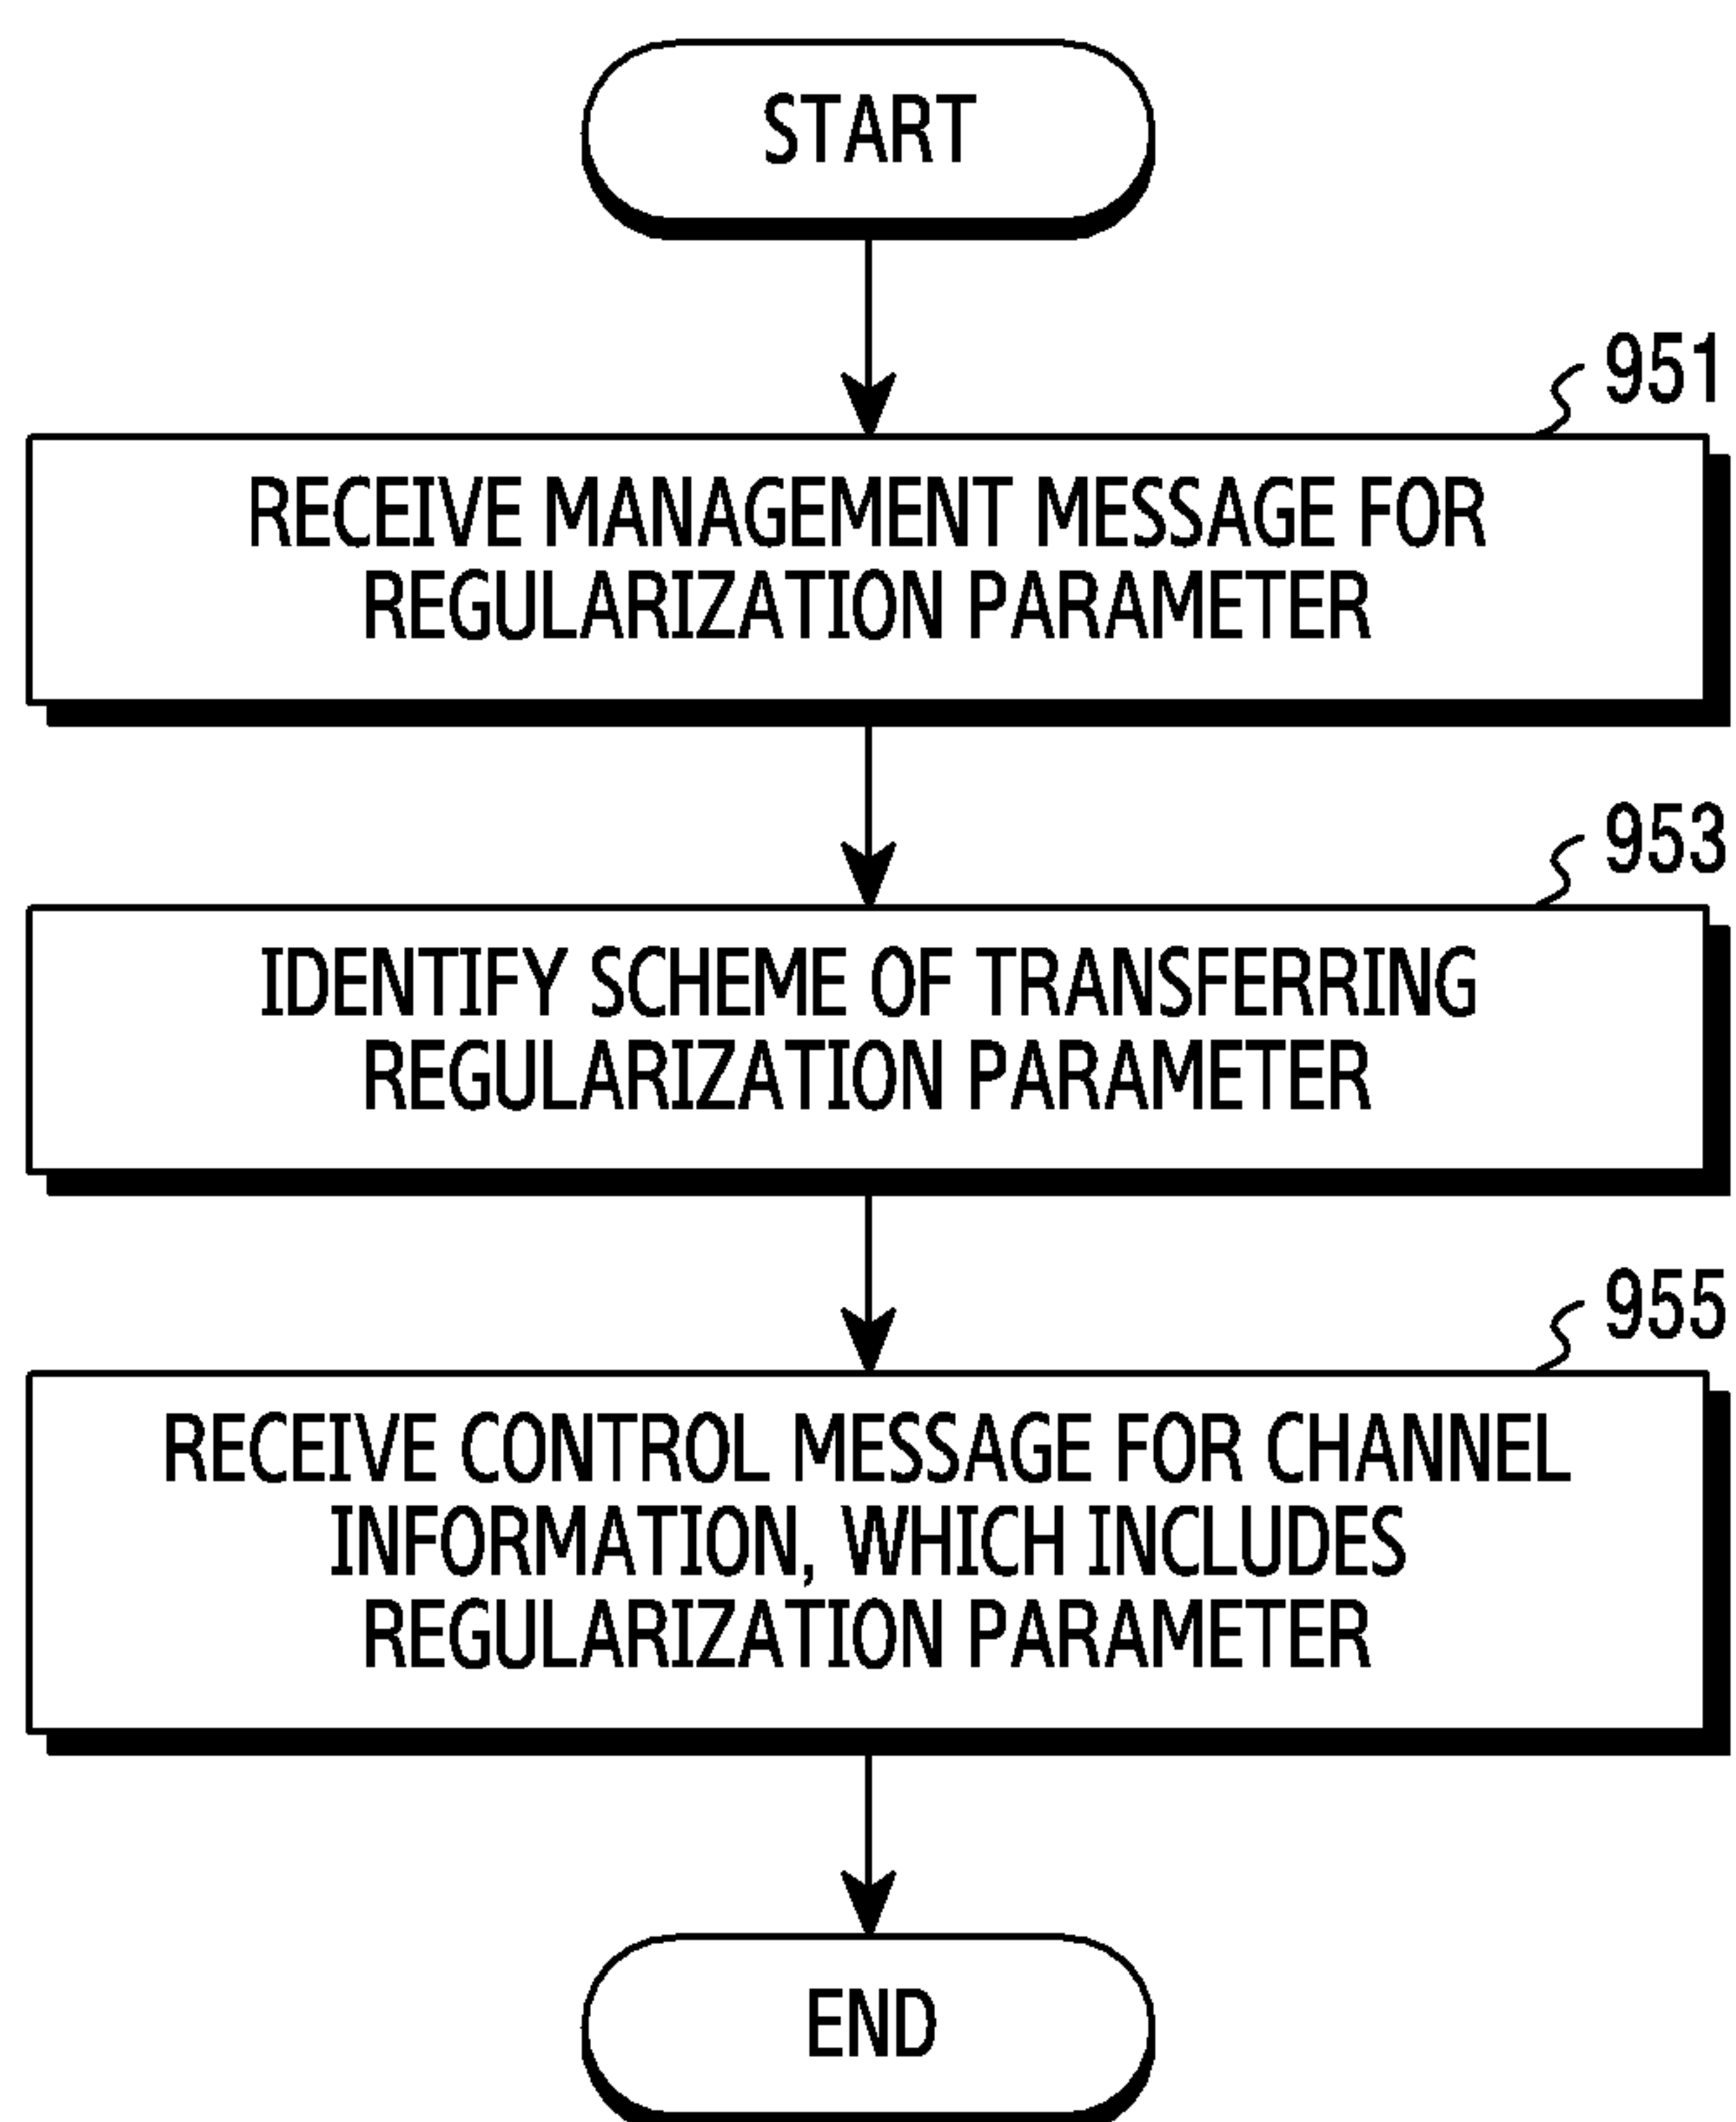 START
951
RECEIVE MANAGEMENT MESSAGE FOR
REGULARIZATION PARAMETER
953
IDENTIFY SCHEME OF TRANSFERRING
REGULARIZATION PARAMETER
955
RECEIVE CONTROL MESSAGE FOR CHANNEL
INFORMATION, WHICH INCLUDES
REGULARIZATION PARAMETER
END